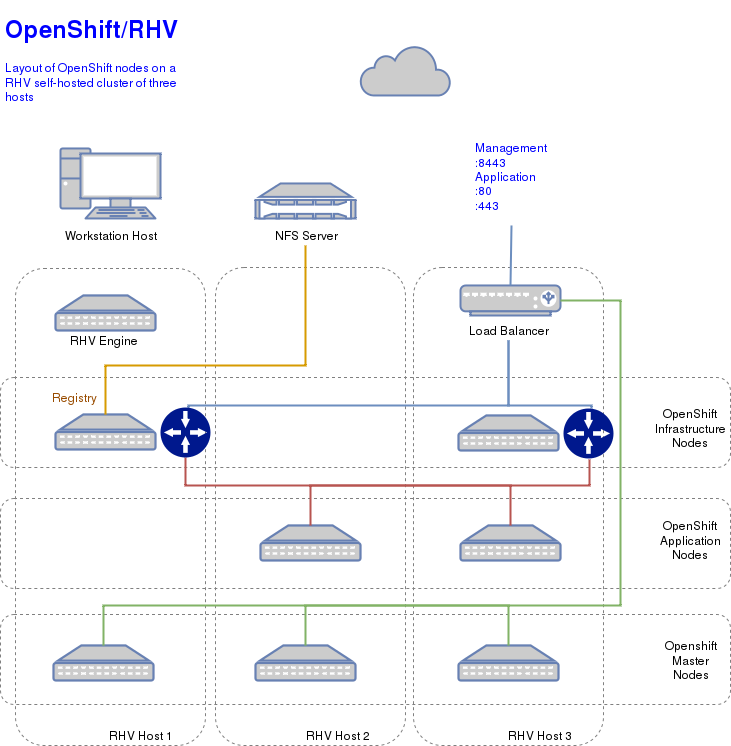 OpenShift/RHV
Layout of OpenShift nodes on a
RHV self-hosted cluster of three
hosts
Management
:8443
Application
:80
:443
Workstation Host
NFS Server
RHV Engine
Load Balancer
Registry
OpenShift
Infrastructure
Nodes
OpenShift
Application
Nodes
Openshift
Master
Nodes
RHV Host 1
RHV Host 2
RHV Host 3